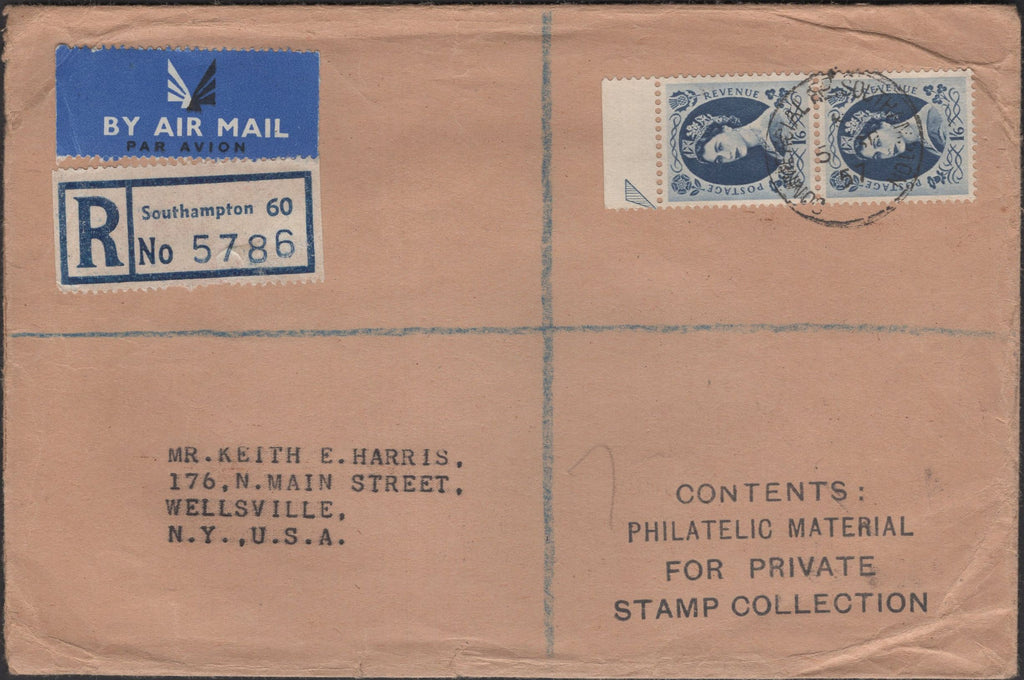 BY AIR MAIL
PAR AVION
R
Southampton 60
No 5786
REVENUE
1/6
POSTAGE
REVENUE
1/6
POSTAGE
MR.KEITH E.HARRIS,
176,N.MAIN STREET,
WELLSVILLE,
N.Y.,U.S.A.
CONTENTS:
PHILATELIC MATERIAL
FOR PRIVATE
STAMP COLLECTION